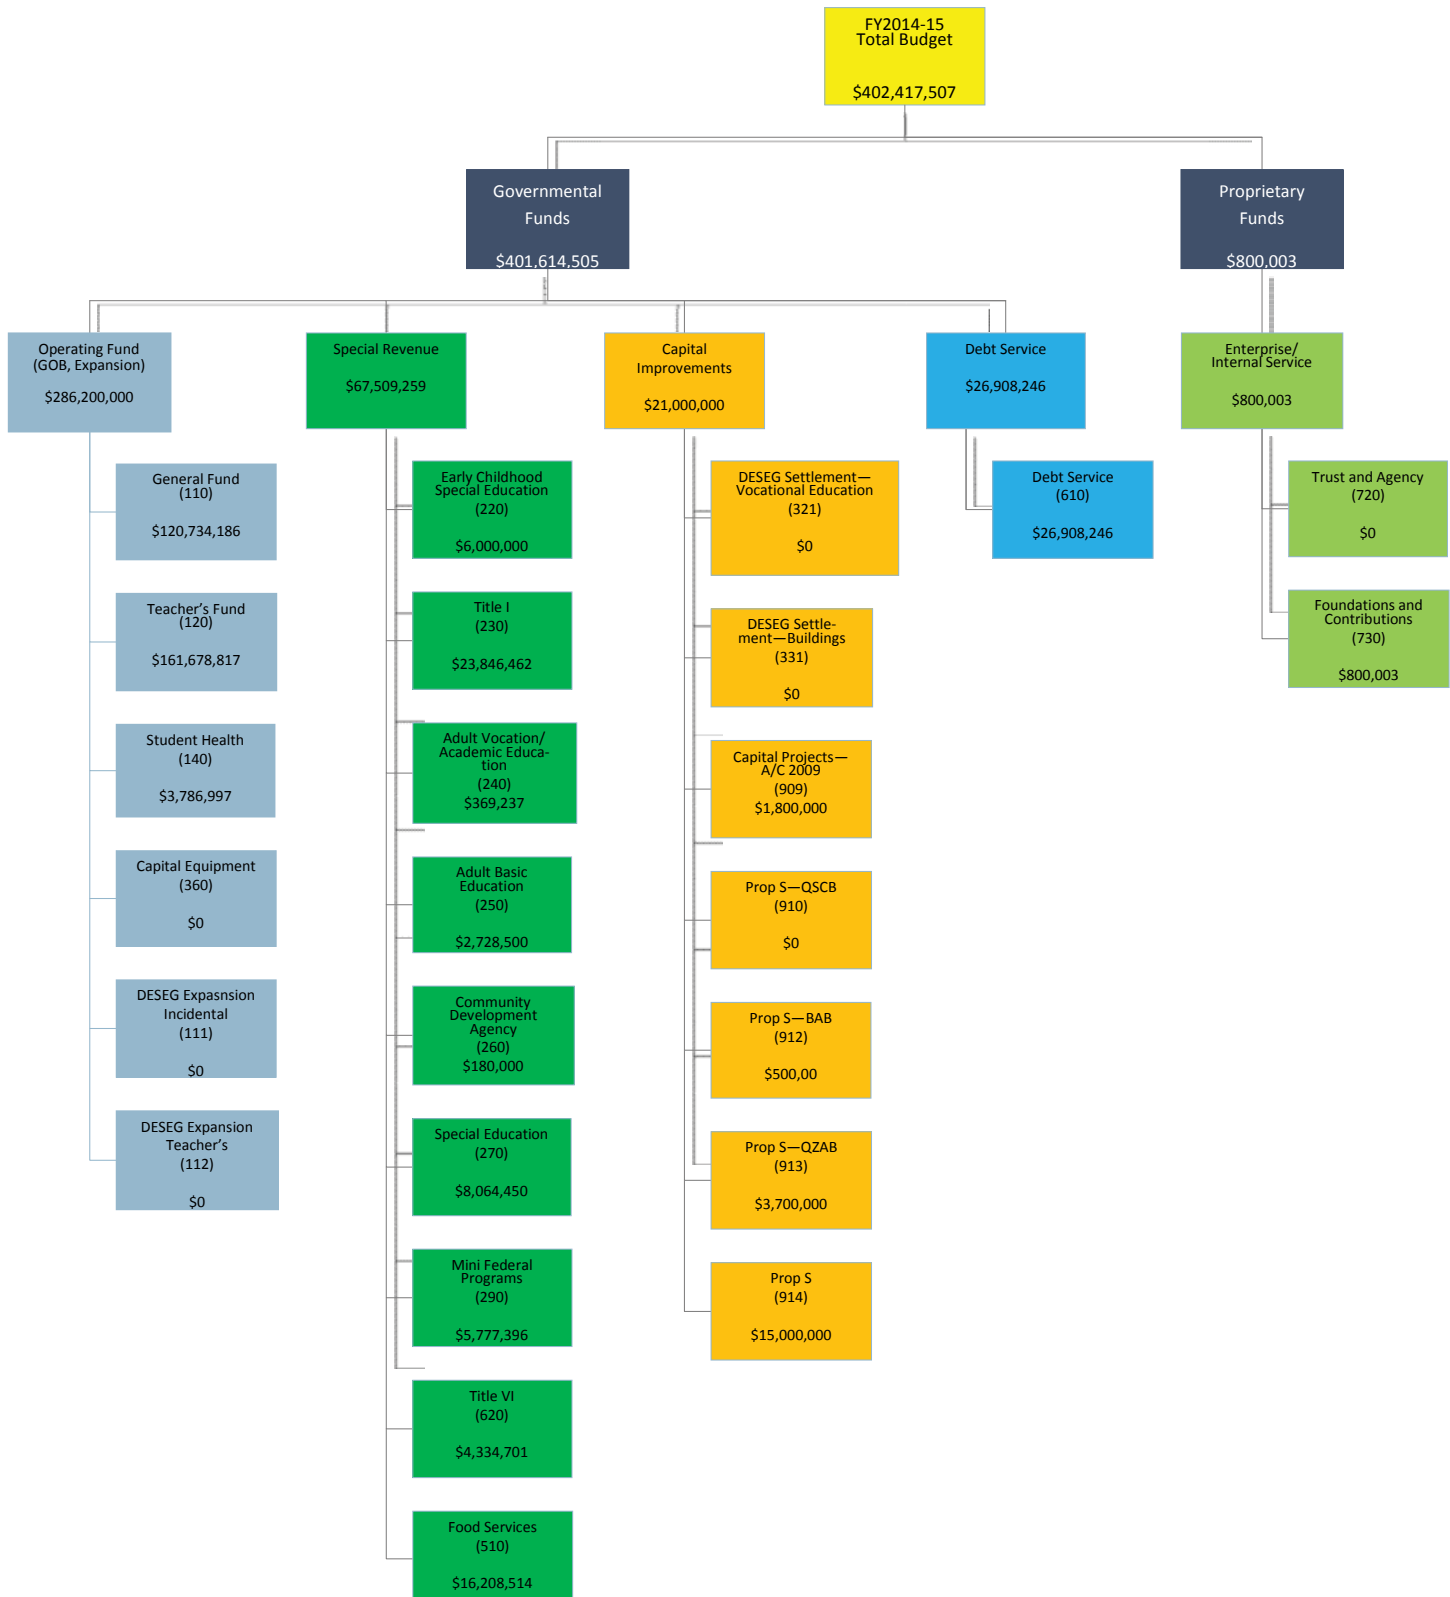 FY2014-15
Total Budget
$402,417,507
Governmental
Funds
$401,614,505
Proprietary
Funds
$800,003
Operating Fund
(GOB, Expansion)
$286,200,000
Special Revenue
$67,509,259
Capital
Improvements
$21,000,000
Debt Service
$26,908,246
Enterprise/
Internal Service
$800,003
General Fund
(110)
$120,734,186
Teacher’s Fund
(120)
$161,678,817
Student Health
(140)
$3,786,997
Capital Equipment
(360)
$0
DESEG Expasnsion
Incidental
(111)
$0
DESEG Expansion
Teacher’s
(112)
$0
Early Childhood
Special Education
(220)
$6,000,000
Title I
(230)
$23,846,462
Adult Vocation/
Academic Educa-
tion
(240)
$369,237
Adult Basic
Education
(250)
$2,728,500
Community
Development
Agency
(260)
$180,000
Special Education
(270)
$8,064,450
Mini Federal
Programs
(290)
$5,777,396
Title VI
(620)
$4,334,701
Food Services
(510)
$16,208,514
DESEG Settlement—
Vocational Education
(321)
$0
DESEG Settle-
ment—Buildings
(331)
$0
Capital Projects—
A/C 2009
(909)
$1,800,000
Prop S—QSCB
(910)
$0
Prop S—BAB
(912)
$500,00
Prop S—QZAB
(913)
$3,700,000
Prop S
(914)
$15,000,000
Debt Service
(610)
$26,908,246
Trust and Agency
(720)
$0
Foundations and
Contributions
(730)
$800,003